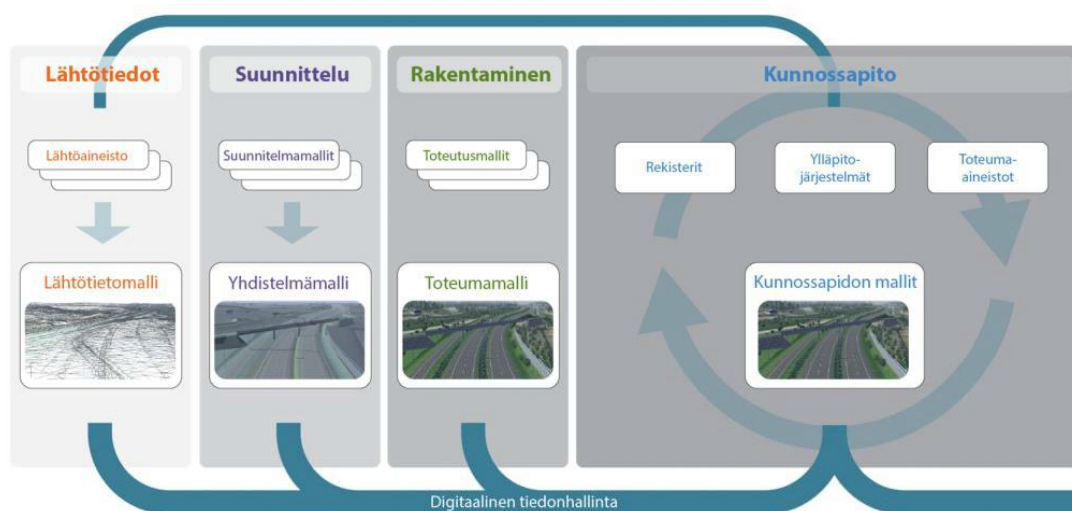 Lähtötiedot
Suunnittelu
Rakentaminen
Kunnossapito
Lähtöaineisto
Suunnitelmamallit
Toteutusmallit
Rekisterit
Ylläpito-
järjestelmät
Toteuma-
aineistot
Lähtötietomalli
Yhdistelmämalli
Toteumamalli
Kunnossapidon mallit
Digitaalinen tiedonhallinta